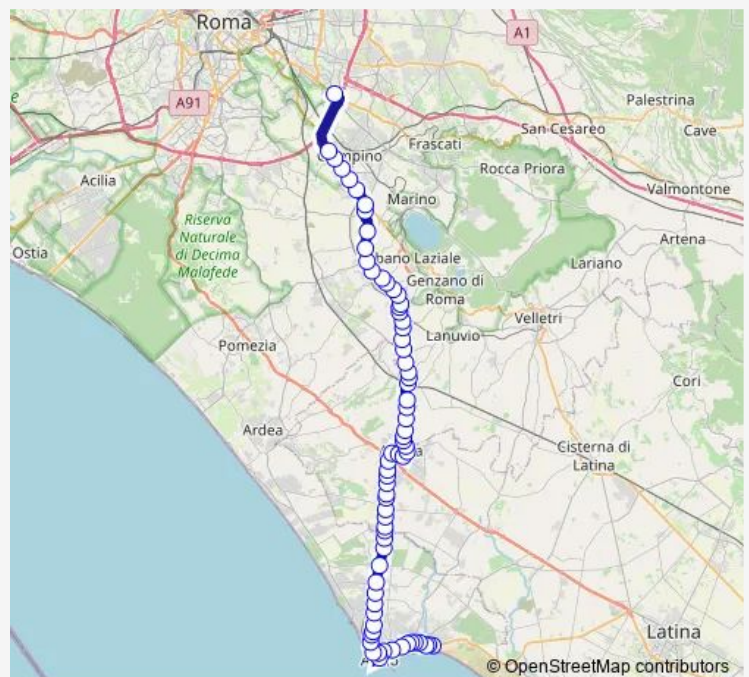 Roma
A1
A91
Palestrina
San Cesareo
Cave
Frascati
Rocca Priora
Acilia
Valmontone
Marino
Riserva
Naturale
di Decima
Malafede
Ostia
Artena
Lariano
Genzano di
Roma
Velletri
Pomezia
Lanuvio
Cori
Ardea
Cisterna di
Latina
Latina
© OpenStreetMap contributors